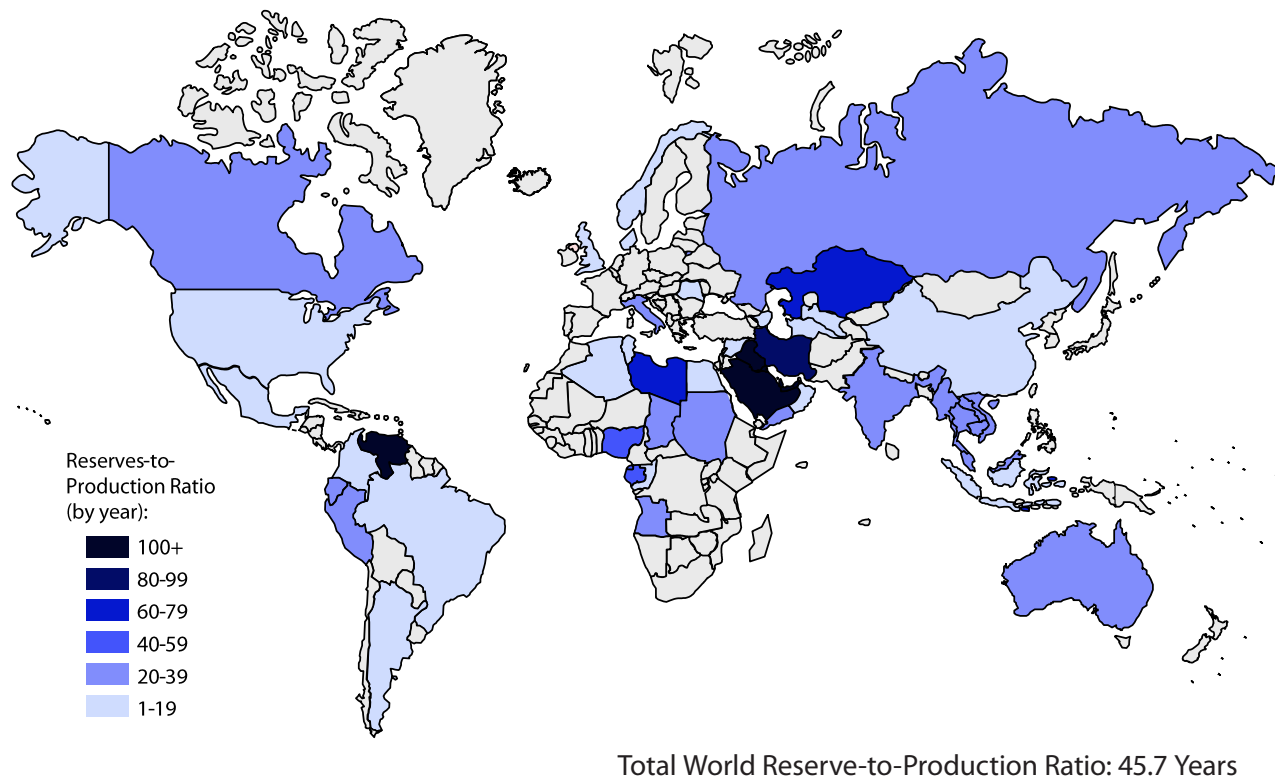 Reserves-to-
Production Ratio
(by year):
100+
80-99
60-79
40-59
20-39
1-19
Total World Reserve-to-Production Ratio: 45.7 Years